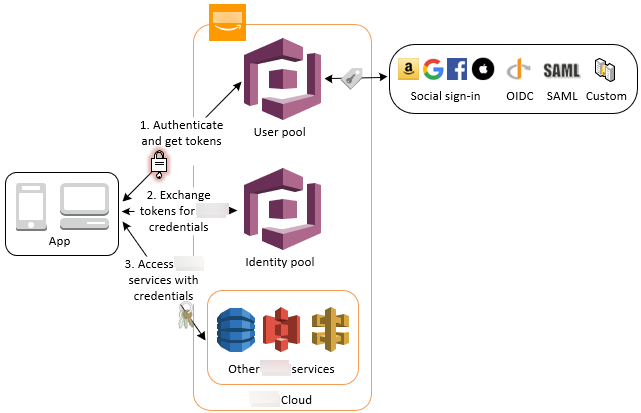 1. Authenticate
and get tokens
User pool
Social sign-in
OIDC
SAML
SAML
Custom
2. Exchange
tokens for
credentials
App
Identity pool
3. Access
services with
credentials
Other services
Cloud